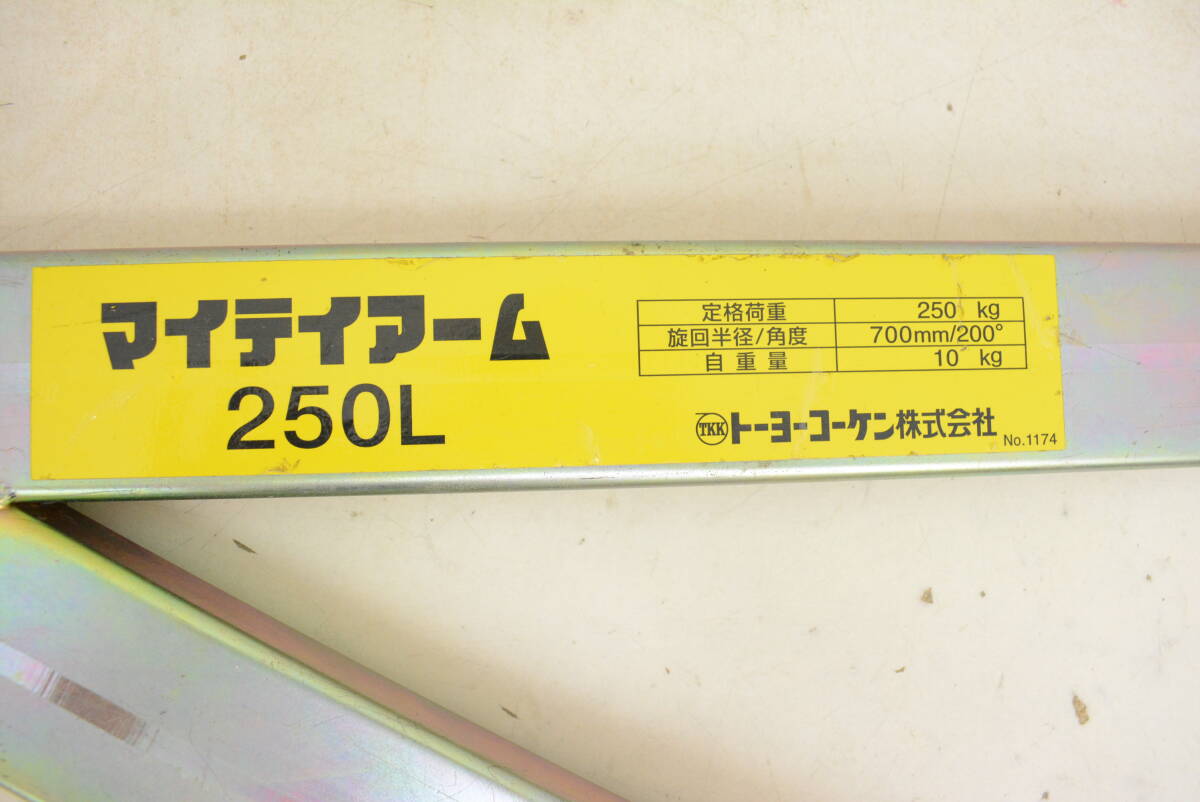 マイティアーム
250L
定格荷重 250 kg
旋回半径/角度 700mm/200°
自重量 10 kg
TKK トーヨーコーケン株式会社
No.1174